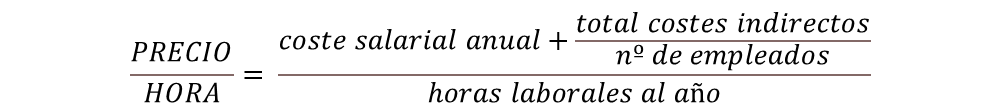 PRECIO
HORA
=
coste salarial anual +
total costes indirectos
nº de empleados
horas laborales al año